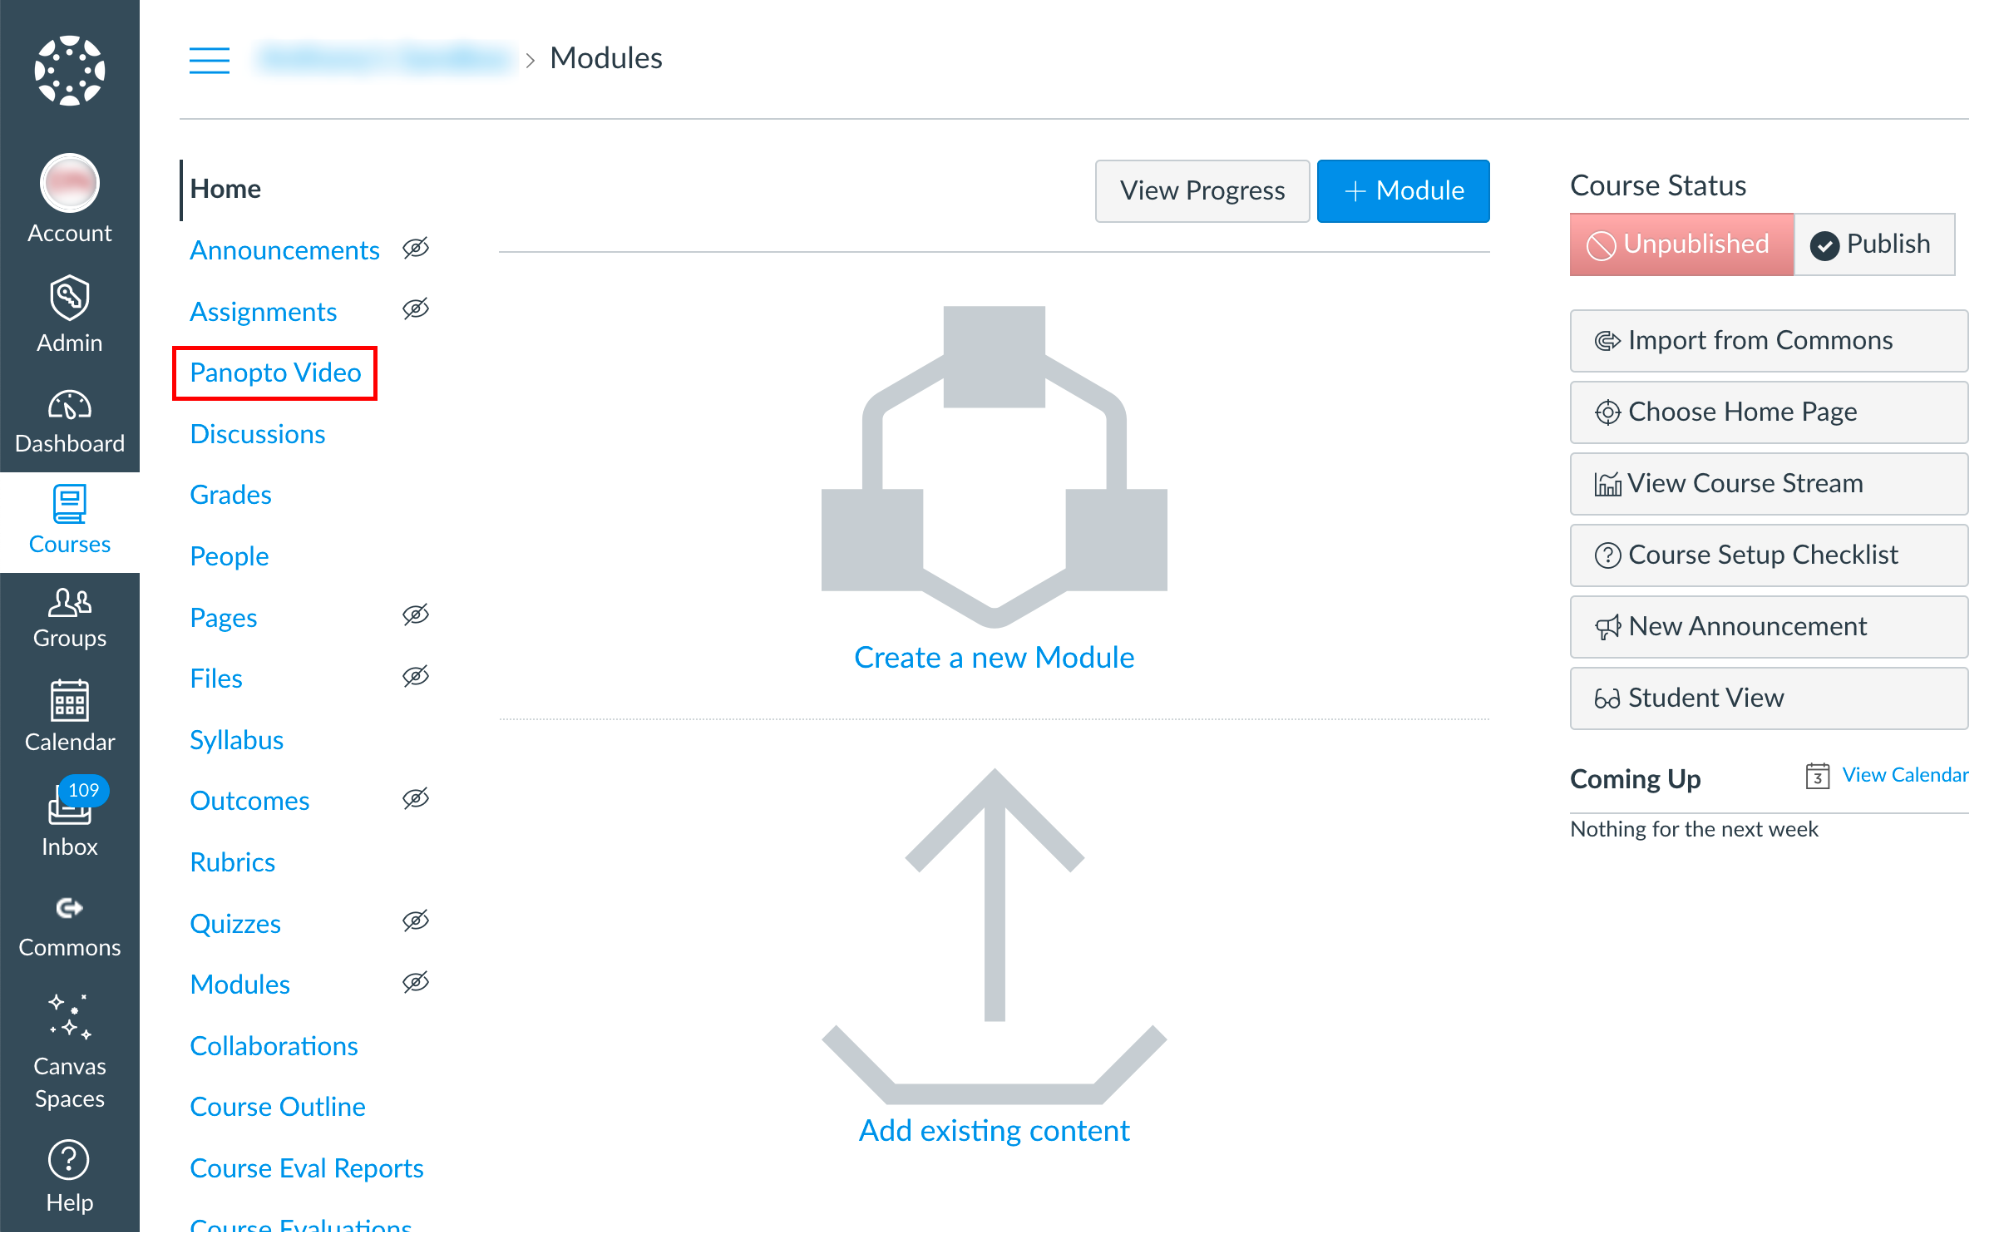 Modules
Account
Admin
Dashboard
Courses
Groups
Calendar
109
Inbox
Commons
Canvas
Spaces
Help
Home
Announcements
Assignments
Panopto Video
Discussions
Grades
People
Pages
Files
Syllabus
Outcomes
Rubrics
Quizzes
Modules
Collaborations
Course Outline
Course Eval Reports
Course Evaluations
View Progress
+ Module
Create a new Module
Add existing content
Course Status
Unpublished
Publish
Import from Commons
Choose Home Page
View Course Stream
Course Setup Checklist
New Announcement
Student View
Coming Up
3 View Calendar
Nothing for the next week